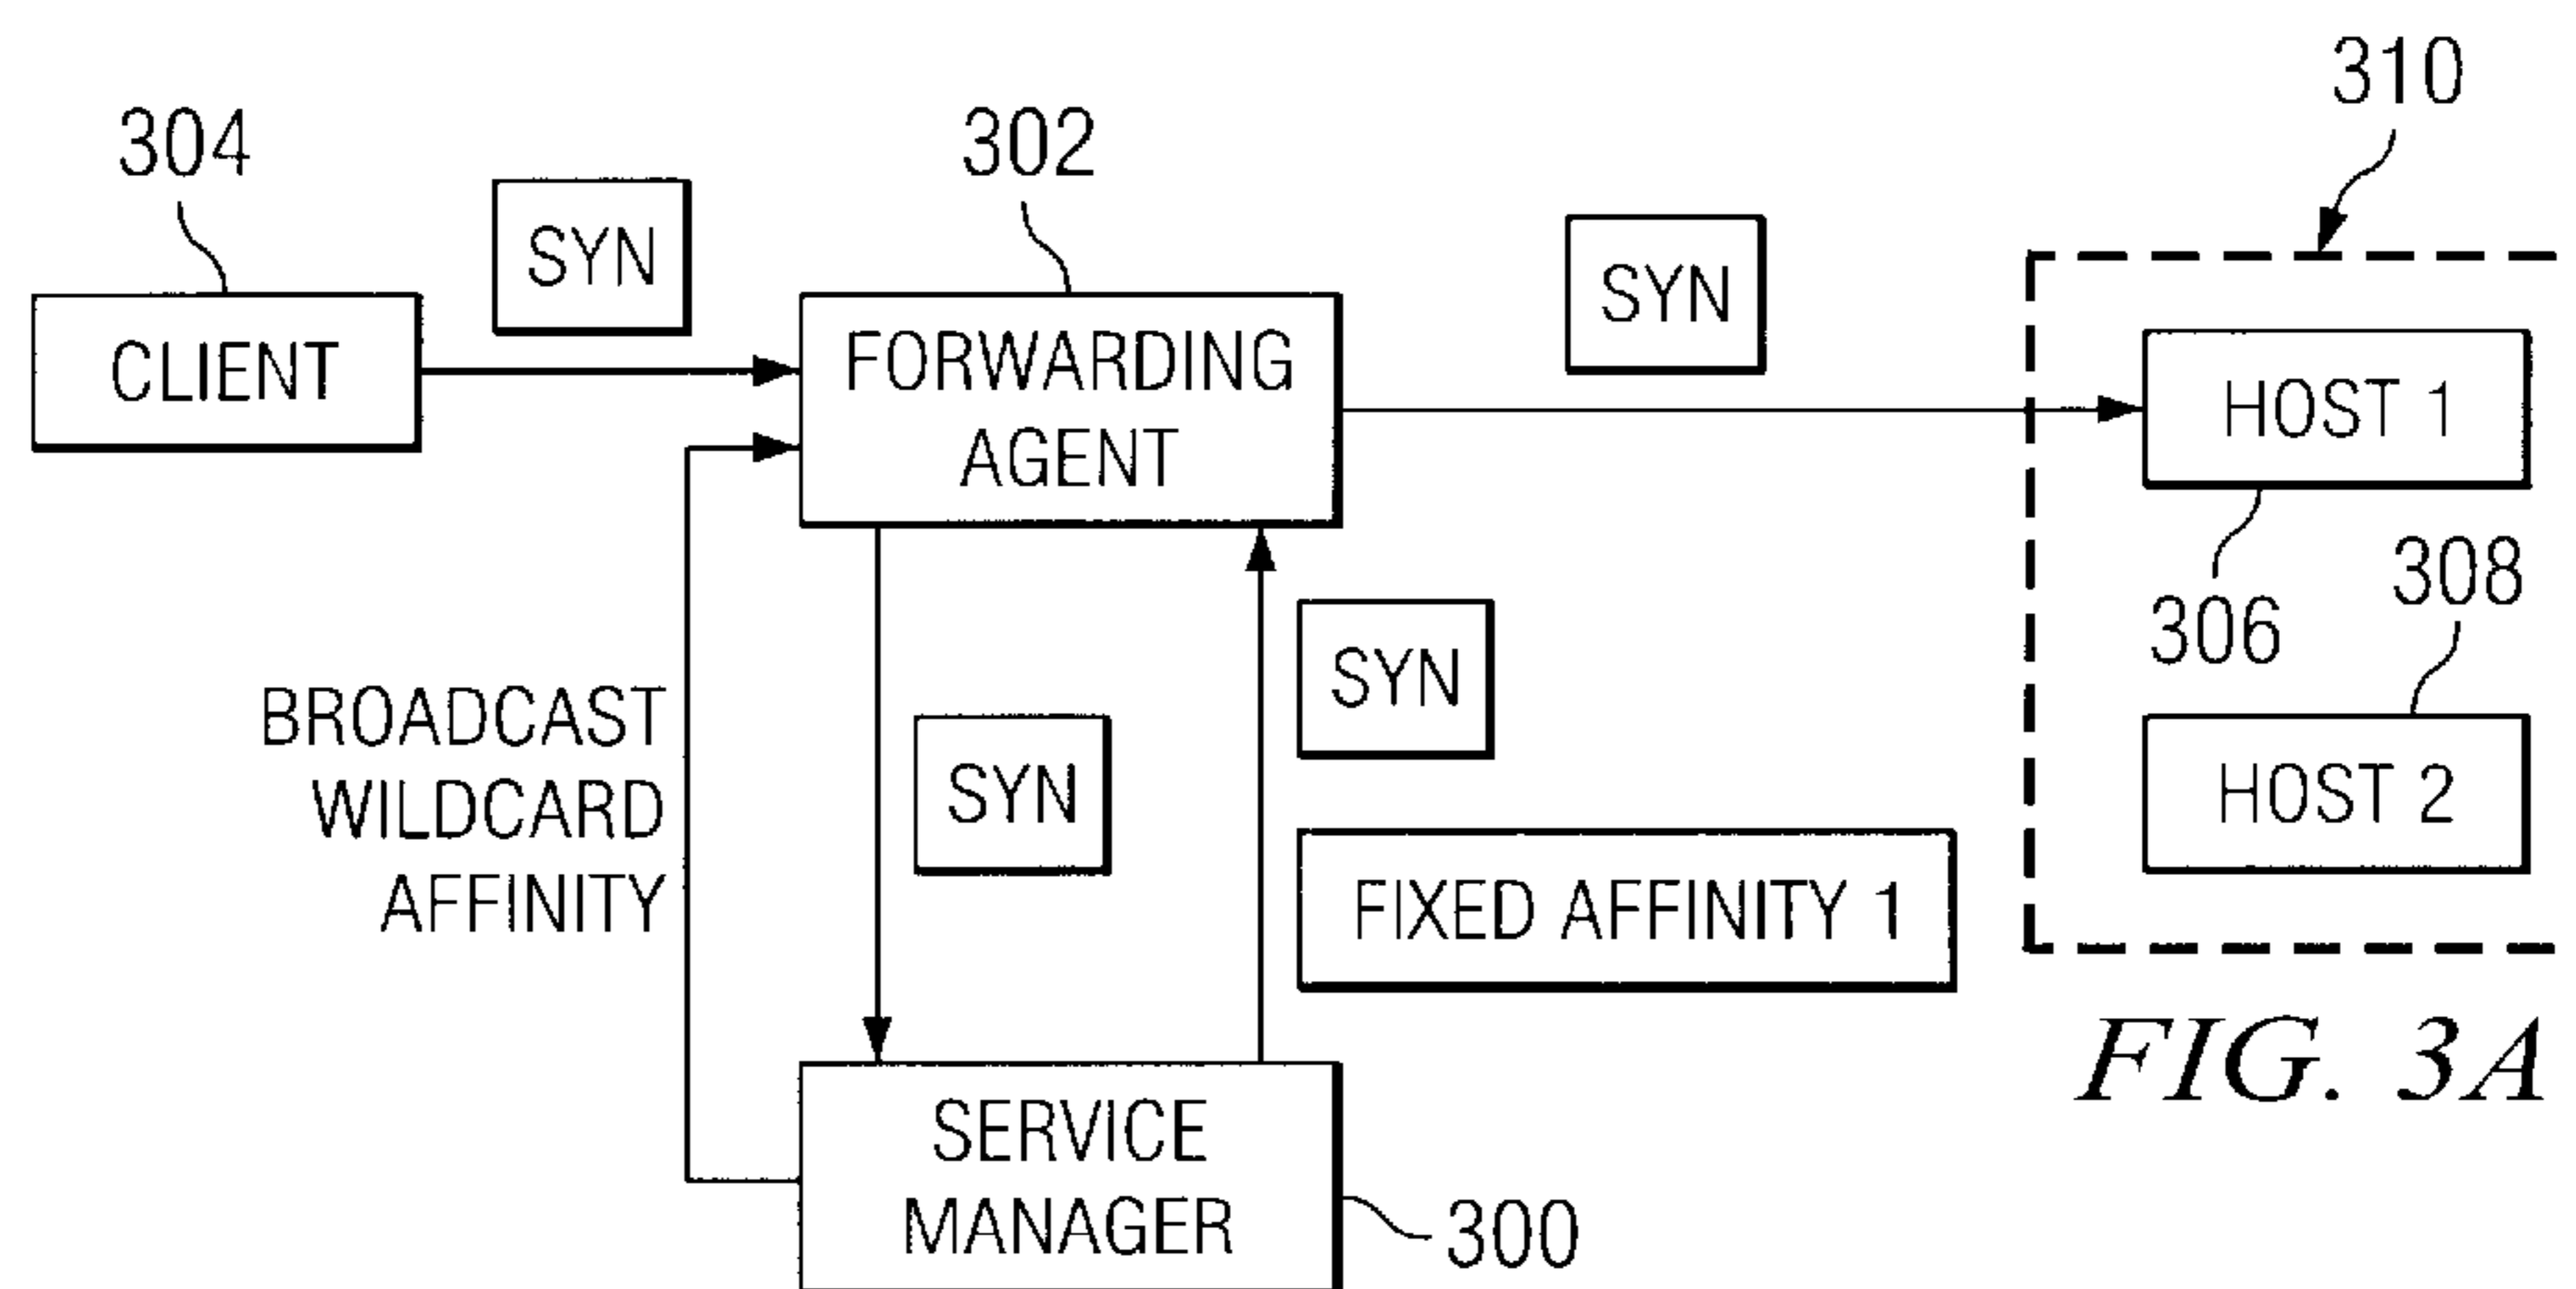 310
304
302
SYN
SYN
CLIENT
FORWARDING
AGENT
HOST 1
306
308
SYN
BROADCAST
WILDCARD
AFFINITY
SYN
HOST 2
FIXED AFFINITY 1
FIG. 3A
SERVICE
MANAGER
300